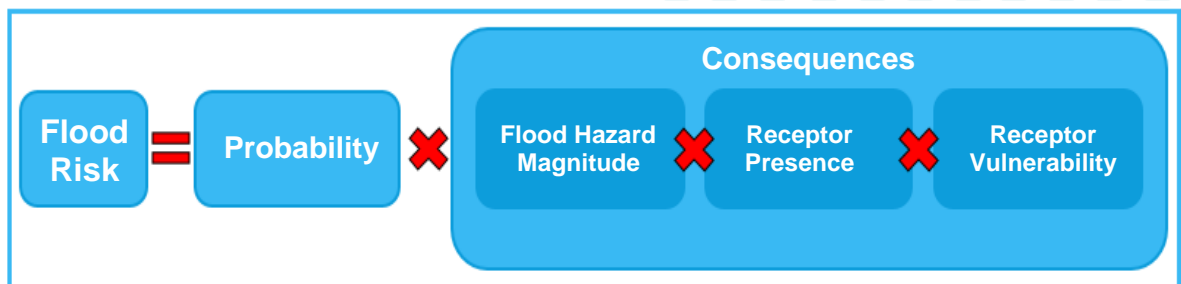 Consequences
Flood
Risk
=
Probability
×
Flood Hazard
Magnitude
×
Receptor
Presence
×
Receptor
Vulnerability